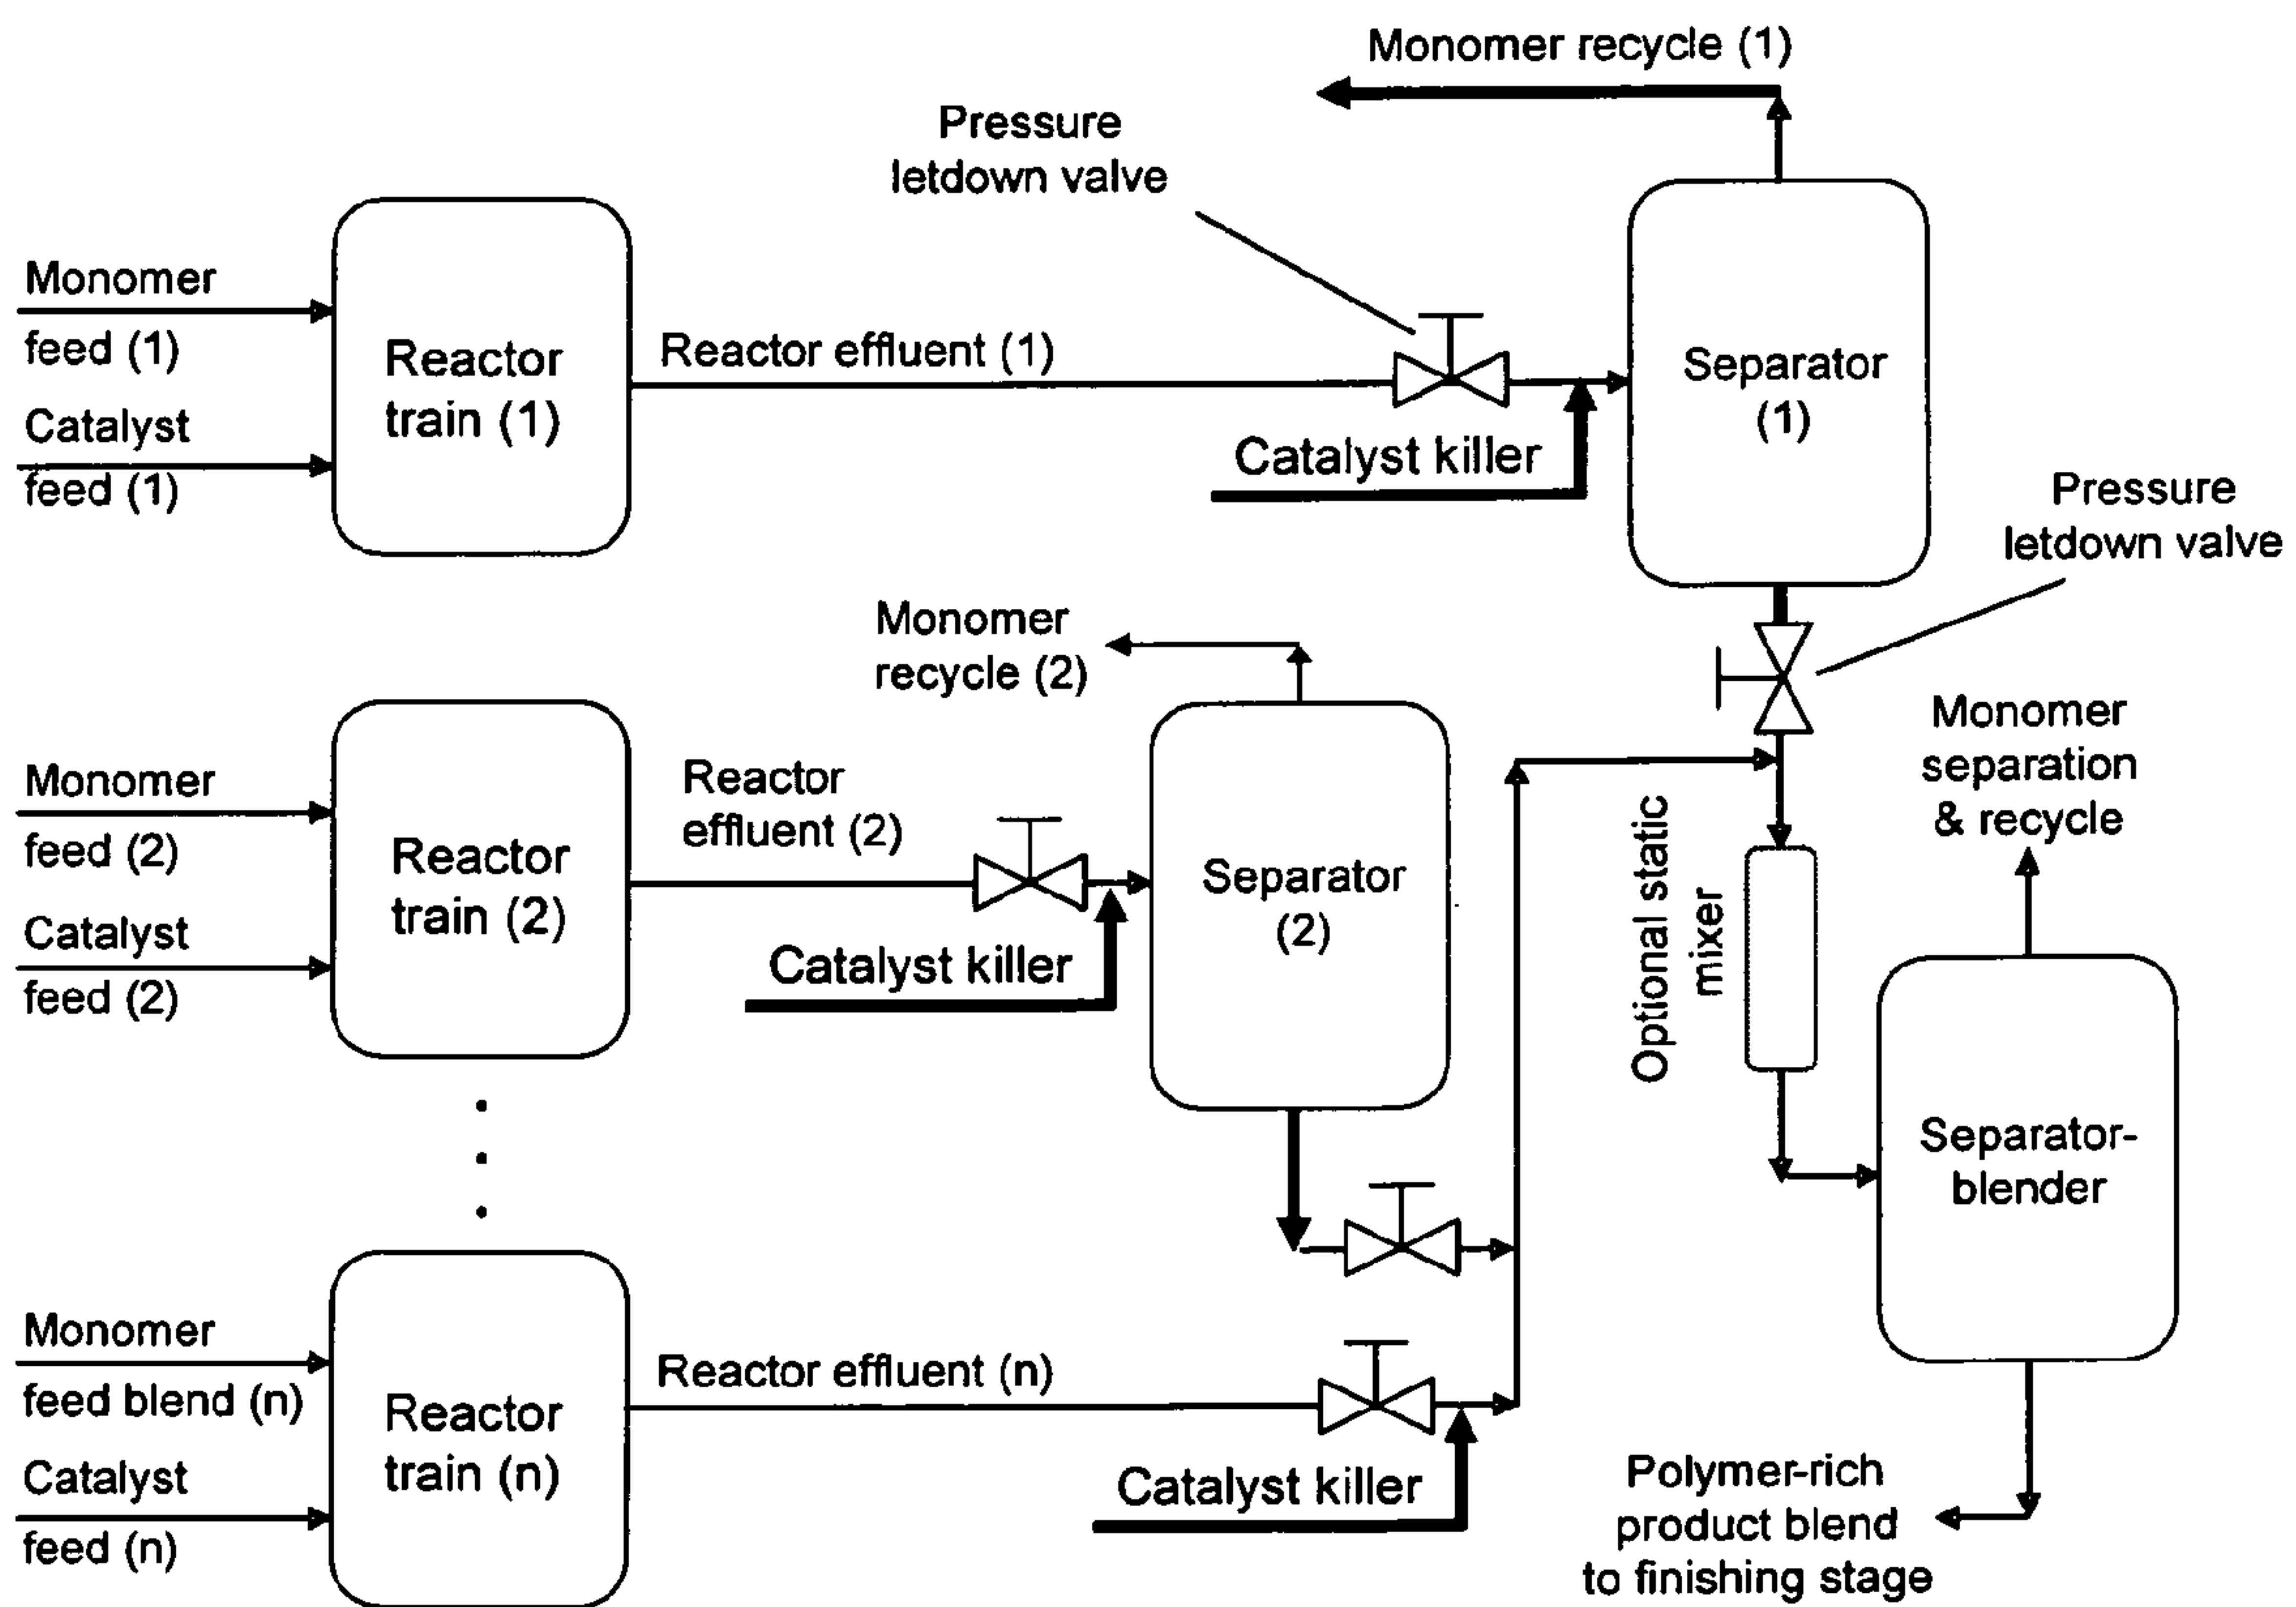 Monomer recycle (1)
Pressure
letdown valve
Monomer
feed (1)
Catalyst
feed (1)
Reactor
train (1)
Reactor effluent (1)
Catalyst killer
Separator
(1)
Pressure
letdown valve
Monomer
recycle (2)
Monomer
feed (2)
Catalyst
feed (2)
Reactor
train (2)
Reactor
effluent (2)
Catalyst killer
Separator
(2)
Optional static
mixer
Monomer
separation
& recycle
Separator-
blender
Monomer
feed blend (n)
Catalyst
feed (n)
Reactor
train (n)
Reactor effluent (n)
Catalyst killer
Polymer-rich
product blend
to finishing stage